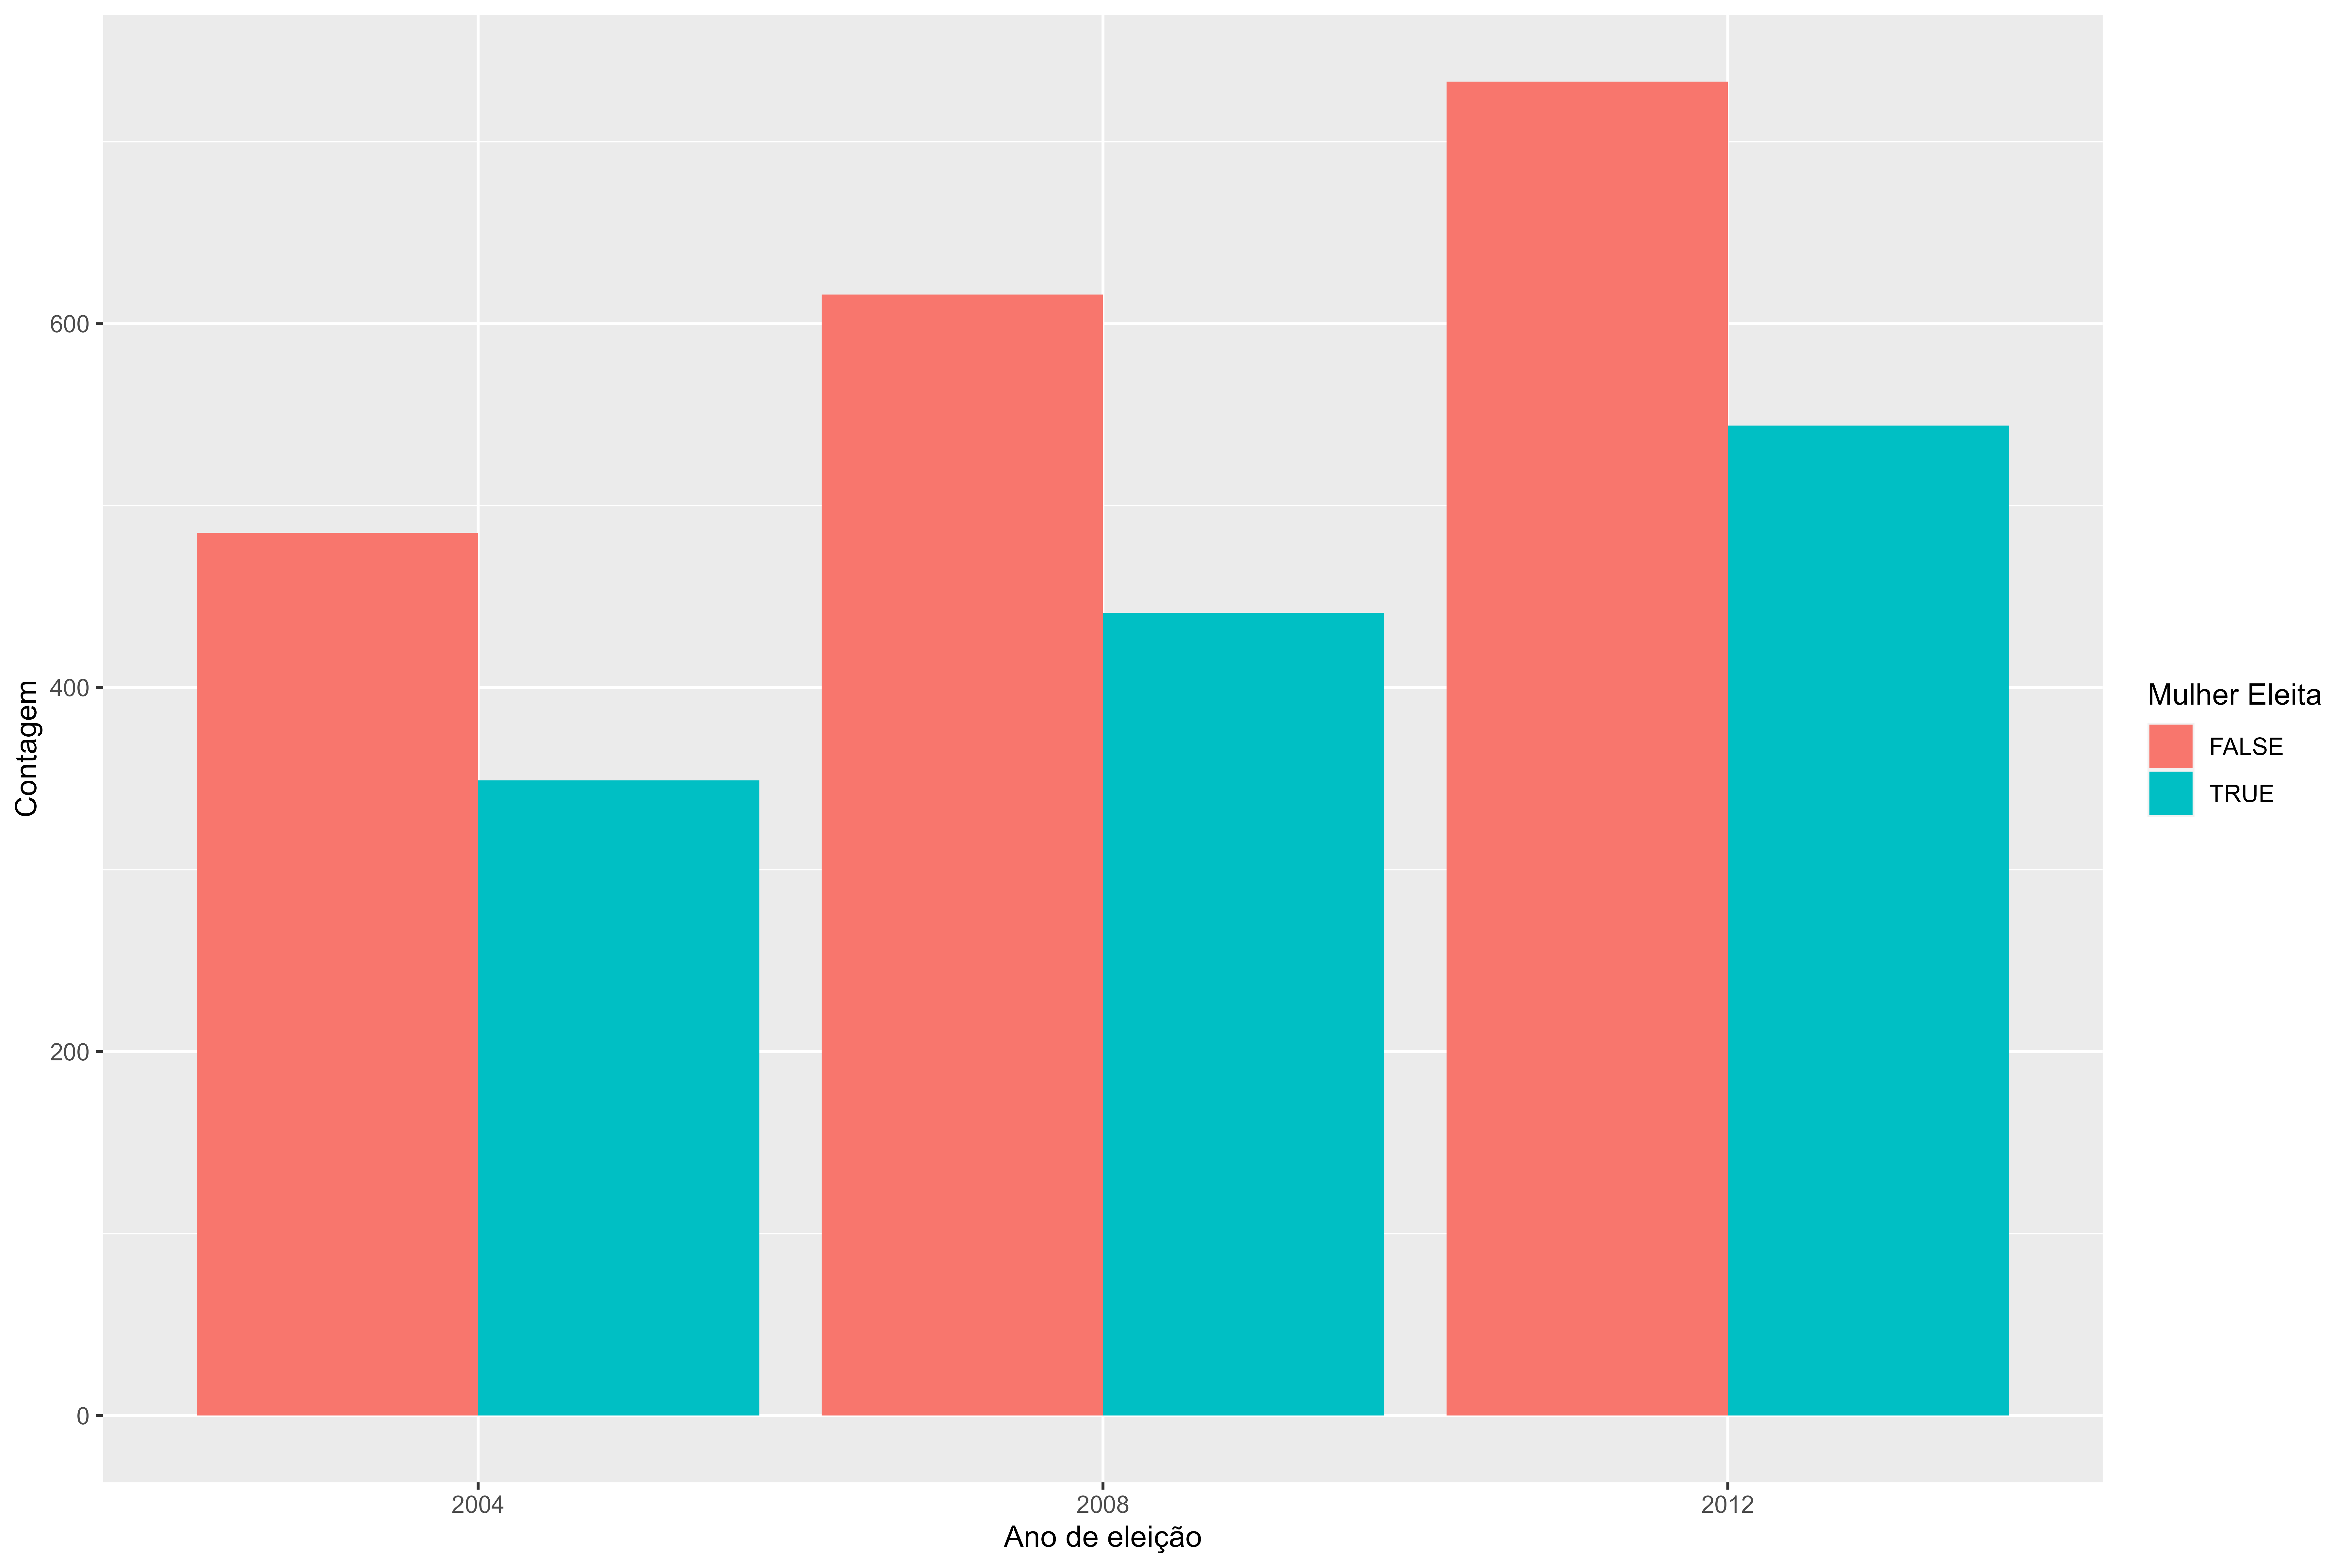 Contagem
600
400
200
0
2004
2008
2012
Ano de eleição
Mulher Eleita
FALSE
TRUE